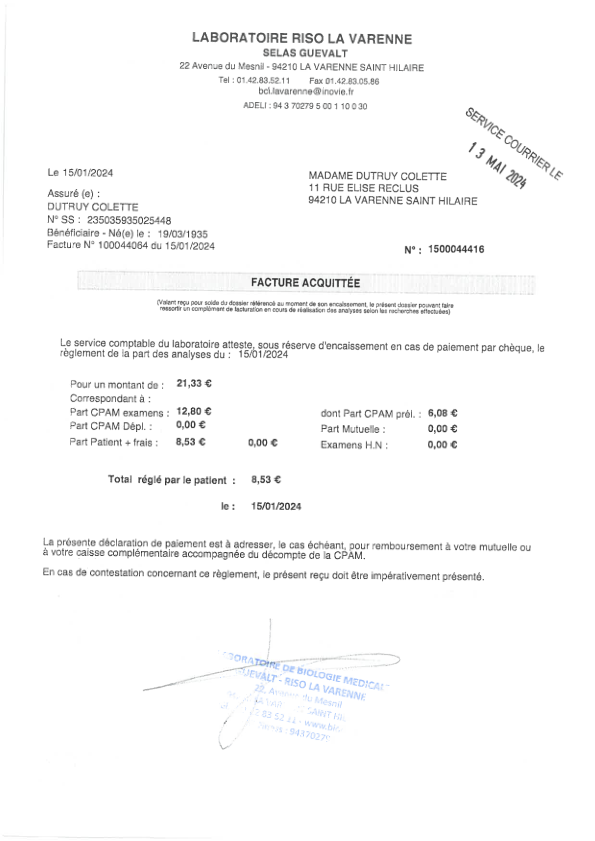 LABORATOIRE RISO LA VARENNE
SELAS GUEVALT
22 Avenue du Mesnil - 94210 LA VARENNE SAINT HILAIRE
Tel : 01.42.83.52.11 Fax 01.42.83.05.86
bcl.lavarenne@inovie.fr
ADELI : 94 3 70279 5 00 1 10 0 30
SERVICE COURRIER LE
13 MAI 2024
Le 15/01/2024
Assuré (e) :
DUTRUY COLETTE
N° SS : 235035935025448
Bénéficiaire - Né(e) le : 19/03/1935
Facture N° 100044064 du 15/01/2024
MADAME DUTRUY COLETTE
11 RUE ELISE RECLUS
94210 LA VARENNE SAINT HILAIRE
N° : 1500044416
FACTURE ACQUITTÉE
(Valent reçu pour solde du dossier référencé au moment de son encaissement, le présent dossier pouvant faire
ressortir un complément de facturation en cours de réalisation des analyses selon les recherches effectuées)
Le service comptable du laboratoire atteste, sous réserve d'encaissement en cas de paiement par chèque, le
règlement de la part des analyses du : 15/01/2024
Pour un montant de : 21,33 €
Correspondant à :
Part CPAM examens : 12,80 € dont Part CPAM prél. : 6,08 €
Part CPAM Dépl. : 0,00 € Part Mutuelle : 0,00 €
Part Patient + frais : 8,53 € 0,00 € Examens H.N : 0,00 €
Total réglé par le patient : 8,53 €
le : 15/01/2024
La présente déclaration de paiement est à adresser, le cas échéant, pour remboursement à votre mutuelle ou
à votre caisse complémentaire accompagnée du décompte de la CPAM.
En cas de contestation concernant ce règlement, le présent reçu doit être impérativement présenté.
BORATOIRE DE BIOLOGIE MEDICAL
GUEVALT - RISO LA VARENNE
22, Avenue du Mesnil
SAINT HIL
83 52 11 - www.bio
94370279